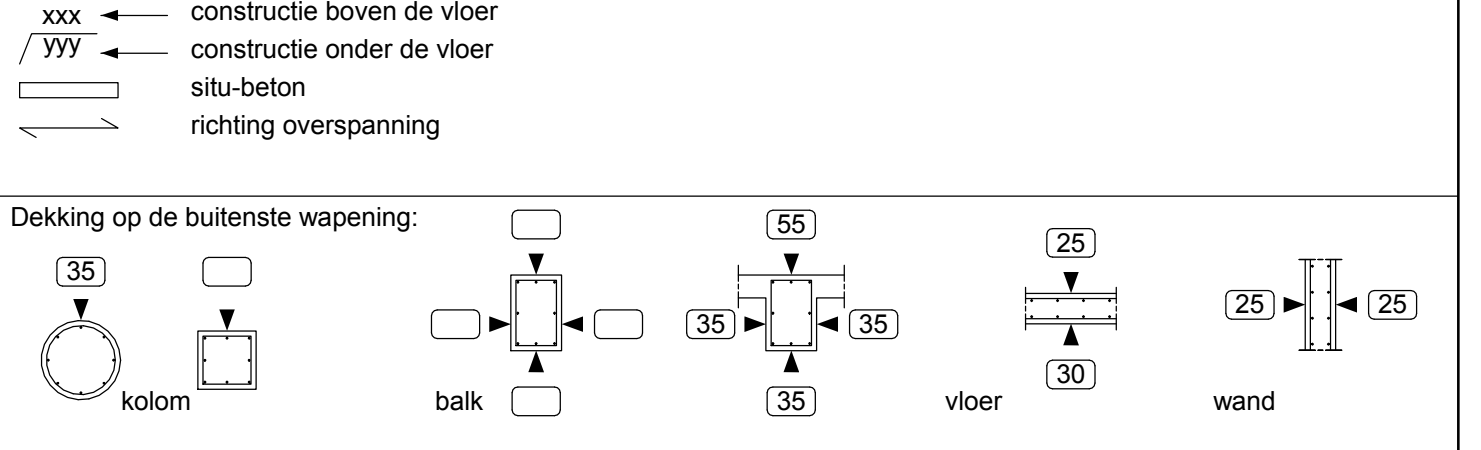 xxx constructie boven de vloer
yyy constructie onder de vloer
situ-beton
richting overspanning
Dekking op de buitenste wapening:
55
25
35
25 25
35 35
30
kolom balk 35 vloer wand